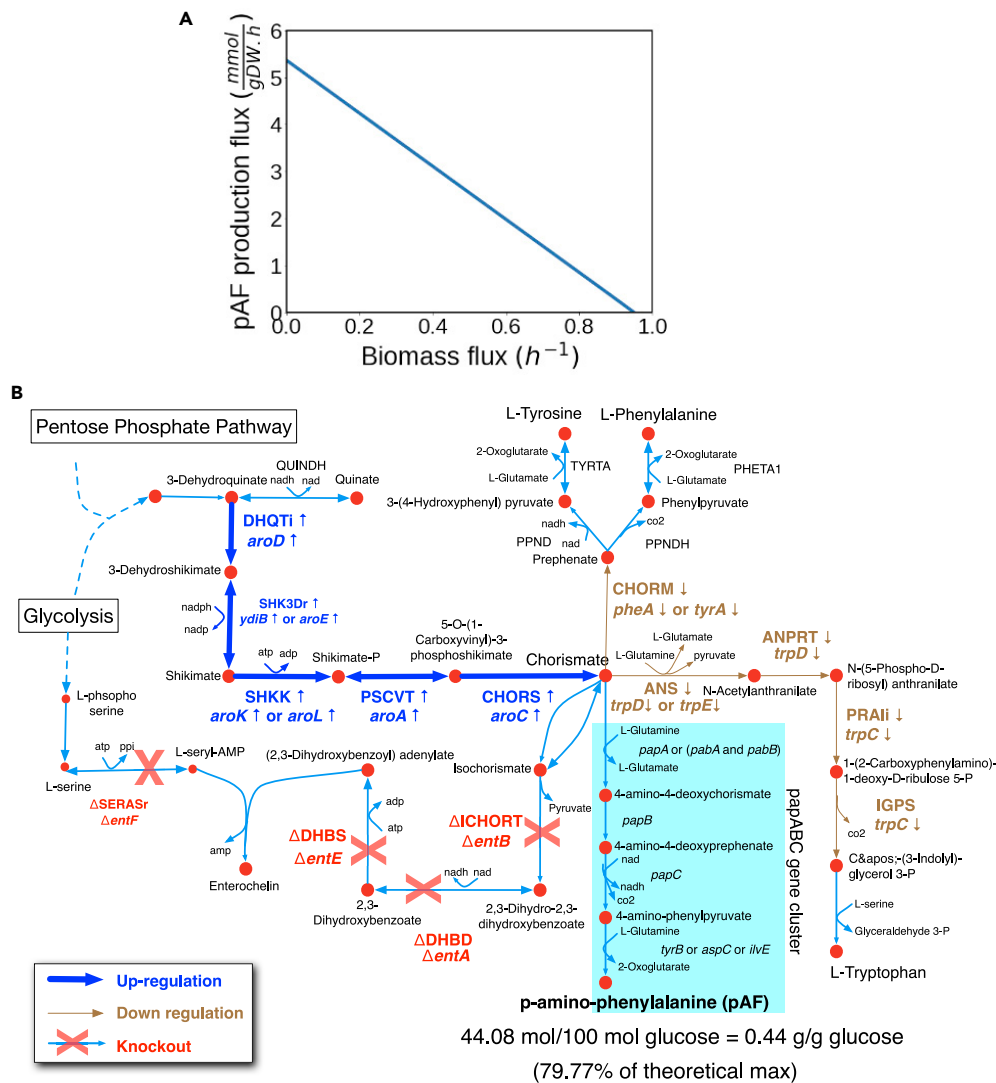 A
pAF production flux (mmol/gDW.h)
6
5
4
3
2
1
0
0.0
0.2
0.4
0.6
0.8
1.0
Biomass flux (h⁻¹)
B
Pentose Phosphate Pathway
Glycolysis
3-Dehydroquinate
QUINDH
nadh
nad
Quinate
DHQTi ↑
aroD ↑
3-Dehydroshikimate
nadph
nadp
SHK3Dr ↑
ydiB ↑ or aroE ↑
Shikimate
atp
adp
SHKK ↑
aroK ↑ or aroL ↑
Shikimate-P
PSCVT ↑
aroA ↑
5-O-(1-
Carboxyvinyl)-3-
phosphoshikimate
CHORS ↑
aroC ↑
Chorismate
L-Tyrosine
L-Phenylalanine
2-Oxoglutarate
L-Glutamate
TYRTA
2-Oxoglutarate
L-Glutamate
PHETA1
3-(4-Hydroxyphenyl) pyruvate
Phenylpyruvate
nadh
PPND
nad
co2
PPNDH
Prephenate
CHORM ↓
pheA ↓ or tyrA ↓
L-Glutamate
L-Glutamine
pyruvate
ANS ↓
trpD↓ or trpE↓
N-Acetylanthranilate
ANPRT ↓
trpD ↓
N-(5-Phospho-D-
ribosyl) anthranilate
PRAIi ↓
trpC ↓
1-(2-Carboxyphenylamino)-
1-deoxy-D-ribulose 5-P
IGPS ↓
trpC ↓
co2
C&apos;-(3-Indolyl)-
glycerol 3-P
L-serine
Glyceraldehyde 3-P
L-Tryptophan
L-phsopho
serine
atp
ppi
L-serine
L-seryl-AMP
ΔSERASr
ΔentF
amp
Enterochelin
(2,3-Dihydroxybenzoyl) adenylate
ΔDHBS
ΔentE
adp
atp
2,3-
Dihydroxybenzoate
nadh
nad
ΔDHBD
ΔentA
2,3-Dihydro-2,3-
dihydroxybenzoate
ΔICHORT
ΔentB
Isochorismate
Pyruvate
L-Glutamine
papA or (pabA and pabB)
L-Glutamate
4-amino-4-deoxychorismate
papB
4-amino-4-deoxyprephenate
nad
papC
nadh
co2
4-amino-phenylpyruvate
L-Glutamine
tyrB or aspC or ilvE
2-Oxoglutarate
papABC gene cluster
p-amino-phenylalanine (pAF)
44.08 mol/100 mol glucose = 0.44 g/g glucose
(79.77% of theoretical max)
Up-regulation
Down regulation
Knockout